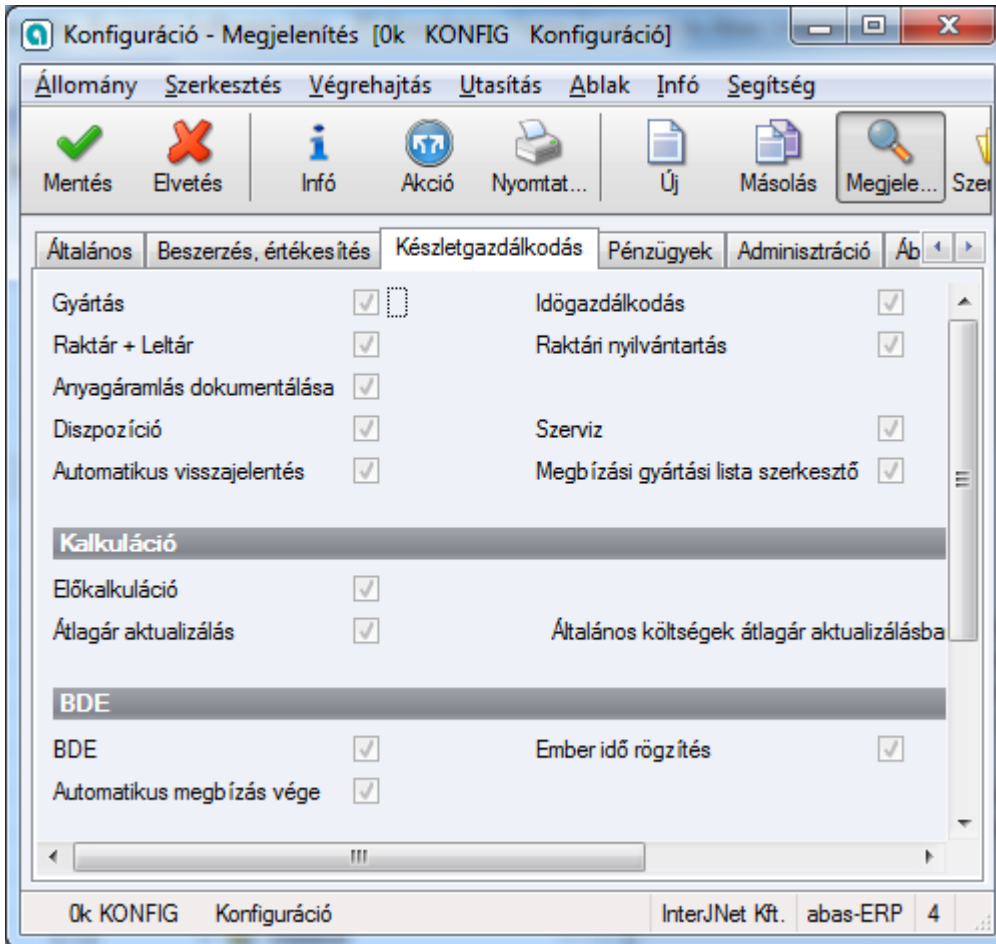 Konfiguráció - Megjelenítés [0k KONFIG Konfiguráció]
Állomány Szerkesztés Végrehajtás Utasítás Ablak Infó Segítség
Mentés Elvetés Infó Akció Nyomtat... Új Másolás Megjele... Szer
Általános Beszerzés, értékesítés Készletgazdálkodás Pénzügyek Adminisztráció Áb
Gyártás Idögazdálkodás
Raktár + Leltár Raktári nyilvántartás
Anyagáramlás dokumentálása
Diszpozíció Szerviz
Automatikus visszajelentés Megbízási gyártási lista szerkesztő
Kalkuláció
Előkalkuláció
Átlagár aktualizálás Általános költségek átlagár aktualizálásba
BDE
BDE Ember idő rögzítés
Automatikus megbízás vége
0k KONFIG Konfiguráció InterJNet Kft. abas-ERP 4